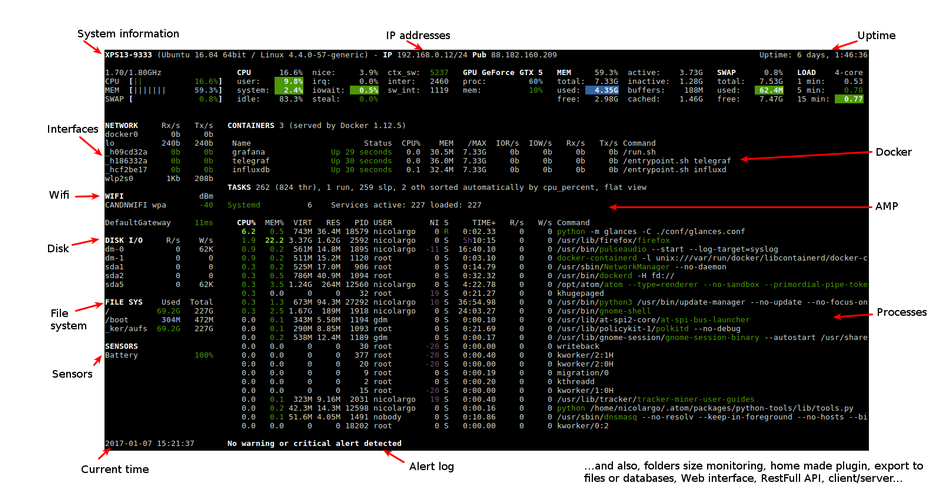 System information
IP addresses
Uptime
XPS13-9333 (Ubuntu 16.04 64bit / Linux 4.4.0-57-generic) - IP 192.168.0.12/24 Pub 88.182.160.209 Uptime: 6 days, 1:46:36
1.70/1.80GHz CPU 16.6% nice: 3.9% ctx_sw: 5237 GPU GeForce GTX 5 MEM 59.3% active: 3.73G SWAP 0.8% LOAD 4-core
CPU [|| 16.6%] user: 9.8% irq: 0.0% inter: 2460 proc: 60% total: 7.33G inactive: 1.28G total: 7.53G 1 min: 0.53
MEM [||||||| 59.3%] system: 2.4% iowait: 0.5% sw_int: 1119 mem: 10% used: 4.35G buffers: 188M used: 62.4M 5 min: 0.78
SWAP [ 0.8%] idle: 83.3% steal: 0.0% free: 2.98G cached: 1.46G free: 7.47G 15 min: 0.77
Interfaces
NETWORK Rx/s Tx/s CONTAINERS 3 (served by Docker 1.12.5)
docker0 0b 0b
lo 240b 240b Name Status CPU% MEM /MAX IOR/s IOW/s Rx/s Tx/s Command
_h09cd32a 0b 0b grafana Up 29 seconds 0.0 30.5M 7.33G 0 0 0b 0b /run.sh
_h186332a 0b 0b telegraf Up 30 seconds 0.0 36.0M 7.33G 0 0 0b 0b /entrypoint.sh telegraf
_hcf2be17 0b 0b influxdb Up 30 seconds 0.1 32.4M 7.33G 0 0 0b 0b /entrypoint.sh influxd
wlp2s0 1Kb 208b
Docker
TASKS 262 (824 thr), 1 run, 259 slp, 2 oth sorted automatically by cpu_percent, flat view
Wifi
WIFI dBm
CANDNWIFI wpa -40 Systemd 6 Services active: 227 loaded: 227
AMP
DefaultGateway 11ms CPU% MEM% VIRT RES PID USER NI S TIME+ R/s W/s Command
6.2 0.5 743M 36.4M 18579 nicolargo 0 R 0:02.33 0 0 python -m glances -C ./conf/glances.conf
Disk
DISK I/O R/s W/s 1.9 22.2 3.37G 1.62G 2592 nicolargo 0 S 5h10:15 0 0 /usr/lib/firefox/firefox
dm-0 0 62K 0.9 0.2 561M 14.8M 1895 nicolargo -11 S 16:40.10 0 0 /usr/bin/pulseaudio --start --log-target=syslog
dm-1 0 0 0.9 0.2 511M 15.2M 1120 root 0 S 0:03.10 0 0 docker-containerd -l unix:///var/run/docker/libcontainerd/docker-c
sda1 0 0 0.3 0.2 525M 17.0M 906 root 0 S 0:14.79 0 0 /usr/sbin/NetworkManager --no-daemon
sda2 0 0 0.3 0.5 786M 40.9M 1094 root 0 S 0:32.32 0 0 /usr/bin/dockerd -H fd://
sda5 0 62K 0.3 3.5 1.24G 264M 12560 nicolargo 0 S 4:22.78 0 0 /opt/atom/atom --type=renderer --no-sandbox --primordial-pipe-toke
0.3 0.0 0 0 32 root 19 S 0:21.27 0 0 khugepaged
File system
FILE SYS Used Total 0.3 1.3 673M 94.3M 27292 nicolargo 10 S 36:54.98 0 0 /usr/bin/python3 /usr/bin/update-manager --no-update --no-focus-on
/ 69.2G 227G 0.3 2.5 1.67G 189M 1918 nicolargo 0 S 24:03.27 0 0 /usr/bin/gnome-shell
/boot 304M 472M 0.0 0.1 343M 5.50M 1194 gdm 0 S 0:00.10 0 0 /usr/lib/at-spi2-core/at-spi-bus-launcher
_ker/aufs 69.2G 227G 0.0 0.1 290M 8.85M 1093 root 0 S 0:21.69 0 0 /usr/lib/policykit-1/polkitd --no-debug
Processes
0.0 0.2 538M 12.4M 1189 gdm 0 S 0:00.17 0 0 /usr/lib/gnome-session/gnome-session-binary --autostart /usr/share
SENSORS 0.0 0.0 0 0 30 root -20 S 0:00.00 0 0 writeback
Battery 100% 0.0 0.0 0 0 377 root -20 S 0:00.40 0 0 kworker/2:1H
Sensors
0.0 0.0 0 0 20 root -20 S 0:00.00 0 0 kworker/2:0H
0.0 0.0 0 0 9 root 0 S 0:00.19 0 0 migration/0
0.0 0.0 0 0 2 root 0 S 0:00.20 0 0 kthreadd
0.0 0.0 0 0 15 root -20 S 0:00.00 0 0 kworker/1:0H
0.0 0.1 323M 9.16M 2031 nicolargo 19 S 0:00.40 0 0 /usr/lib/tracker/tracker-miner-user-guides
0.0 0.2 42.3M 14.3M 12598 nicolargo 0 S 0:00.16 0 0 python /home/nicolargo/.atom/packages/python-tools/lib/tools.py
0.0 0.1 51.6M 4.05M 1491 nobody 0 S 0:10.86 0 0 /usr/sbin/dnsmasq --no-resolv --keep-in-foreground --no-hosts --bi
0.0 0.0 0 0 18202 root 0 S 0:00.00 0 0 kworker/0:2
2017-01-07 15:21:37 No warning or critical alert detected
Current time
Alert log
...and also, folders size monitoring, home made plugin, export to
files or databases, Web interface, RestFull API, client/server...